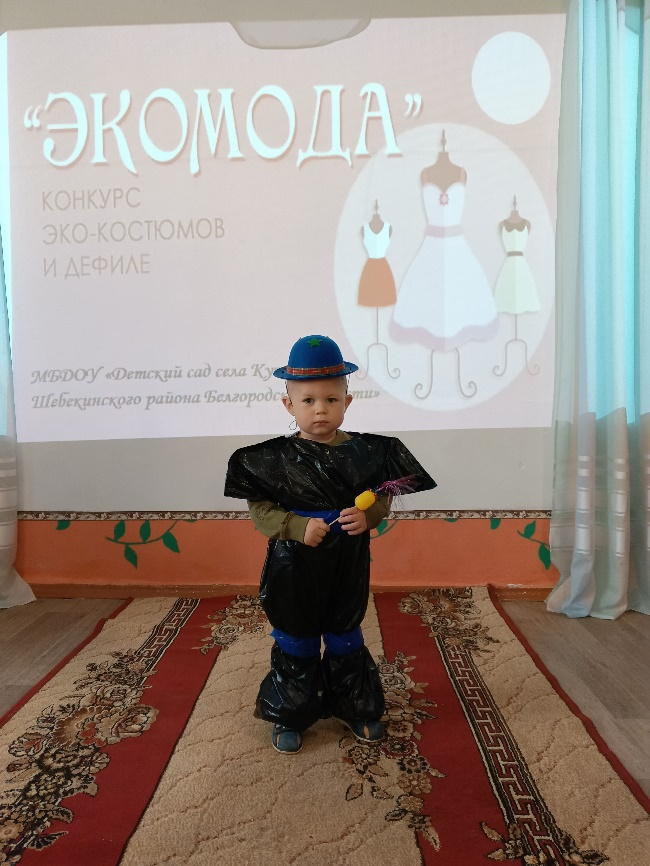 "ЭКОМОДА"
КОНКУРС
ЭКО-КОСТЮМОВ
И ДЕФИЛЕ
МБДОУ «Детский сад села
Шебекинского района